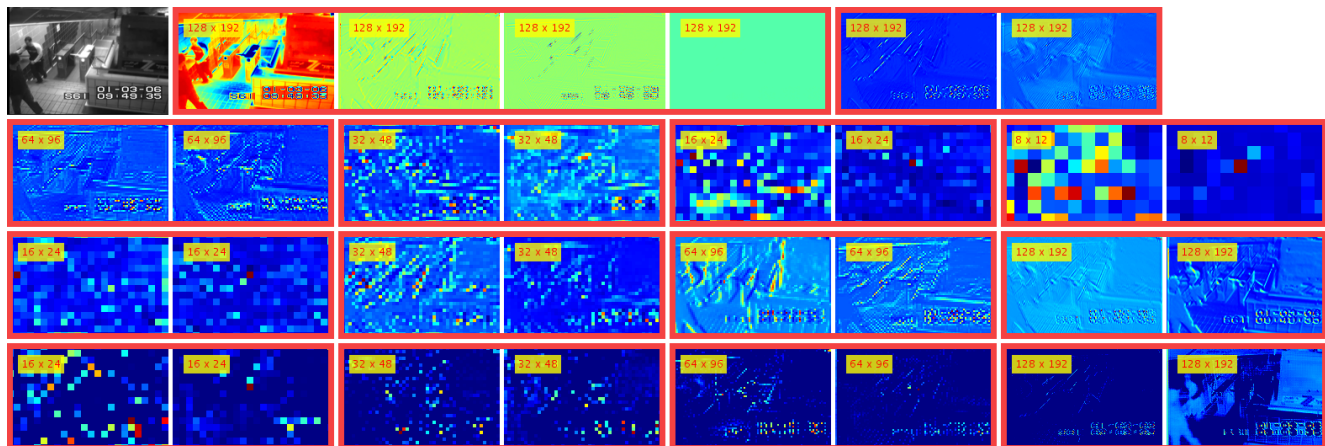 128 x 192 128 x 192 128 x 192 128 x 192 128 x 192 128 x 192
01-03-06
S61 09:49:35
64 x 96 64 x 96 32 x 48 32 x 48 16 x 24 16 x 24 8 x 12 8 x 12
16 x 24 16 x 24 32 x 48 32 x 48 64 x 96 64 x 96 128 x 192 128 x 192
16 x 24 16 x 24 32 x 48 32 x 48 64 x 96 64 x 96 128 x 192 128 x 192